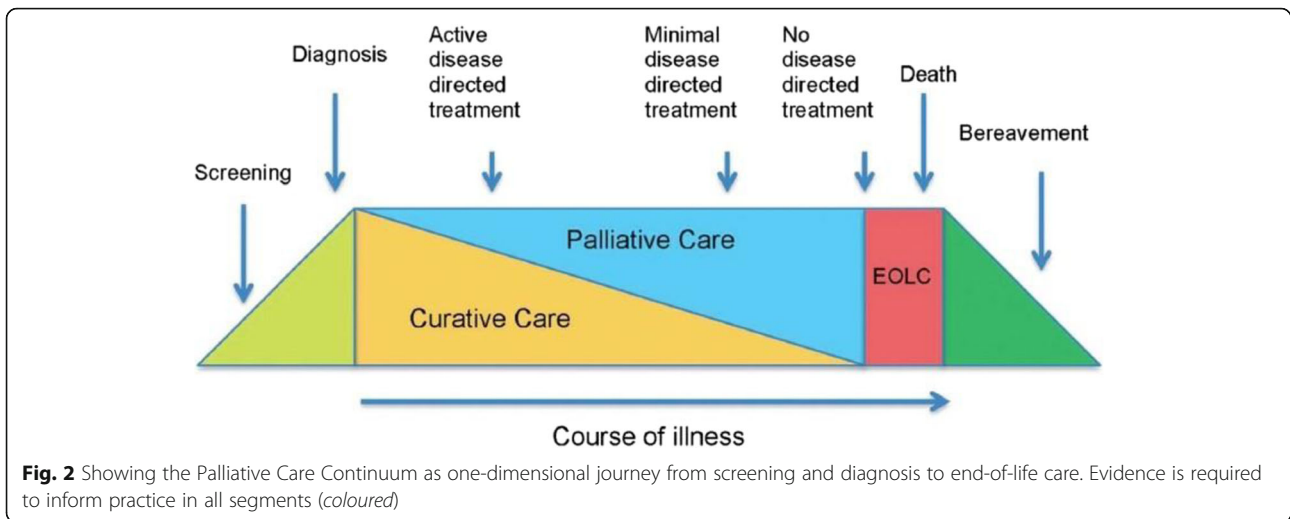 Screening
Diagnosis
Active
disease
directed
treatment
Minimal
disease
directed
treatment
No
disease
directed
treatment
Death
Bereavement
Palliative Care
Curative Care
EOLC
Course of illness
Fig. 2 Showing the Palliative Care Continuum as one-dimensional journey from screening and diagnosis to end-of-life care. Evidence is required
to inform practice in all segments (coloured)